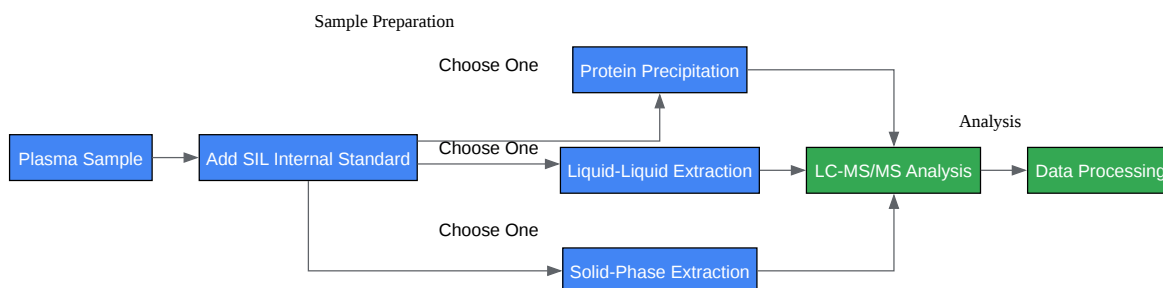 Sample Preparation
Choose One
Protein Precipitation
Analysis
Plasma Sample
Add SIL Internal Standard
Choose One
Liquid-Liquid Extraction
LC-MS/MS Analysis
Data Processing
Choose One
Solid-Phase Extraction